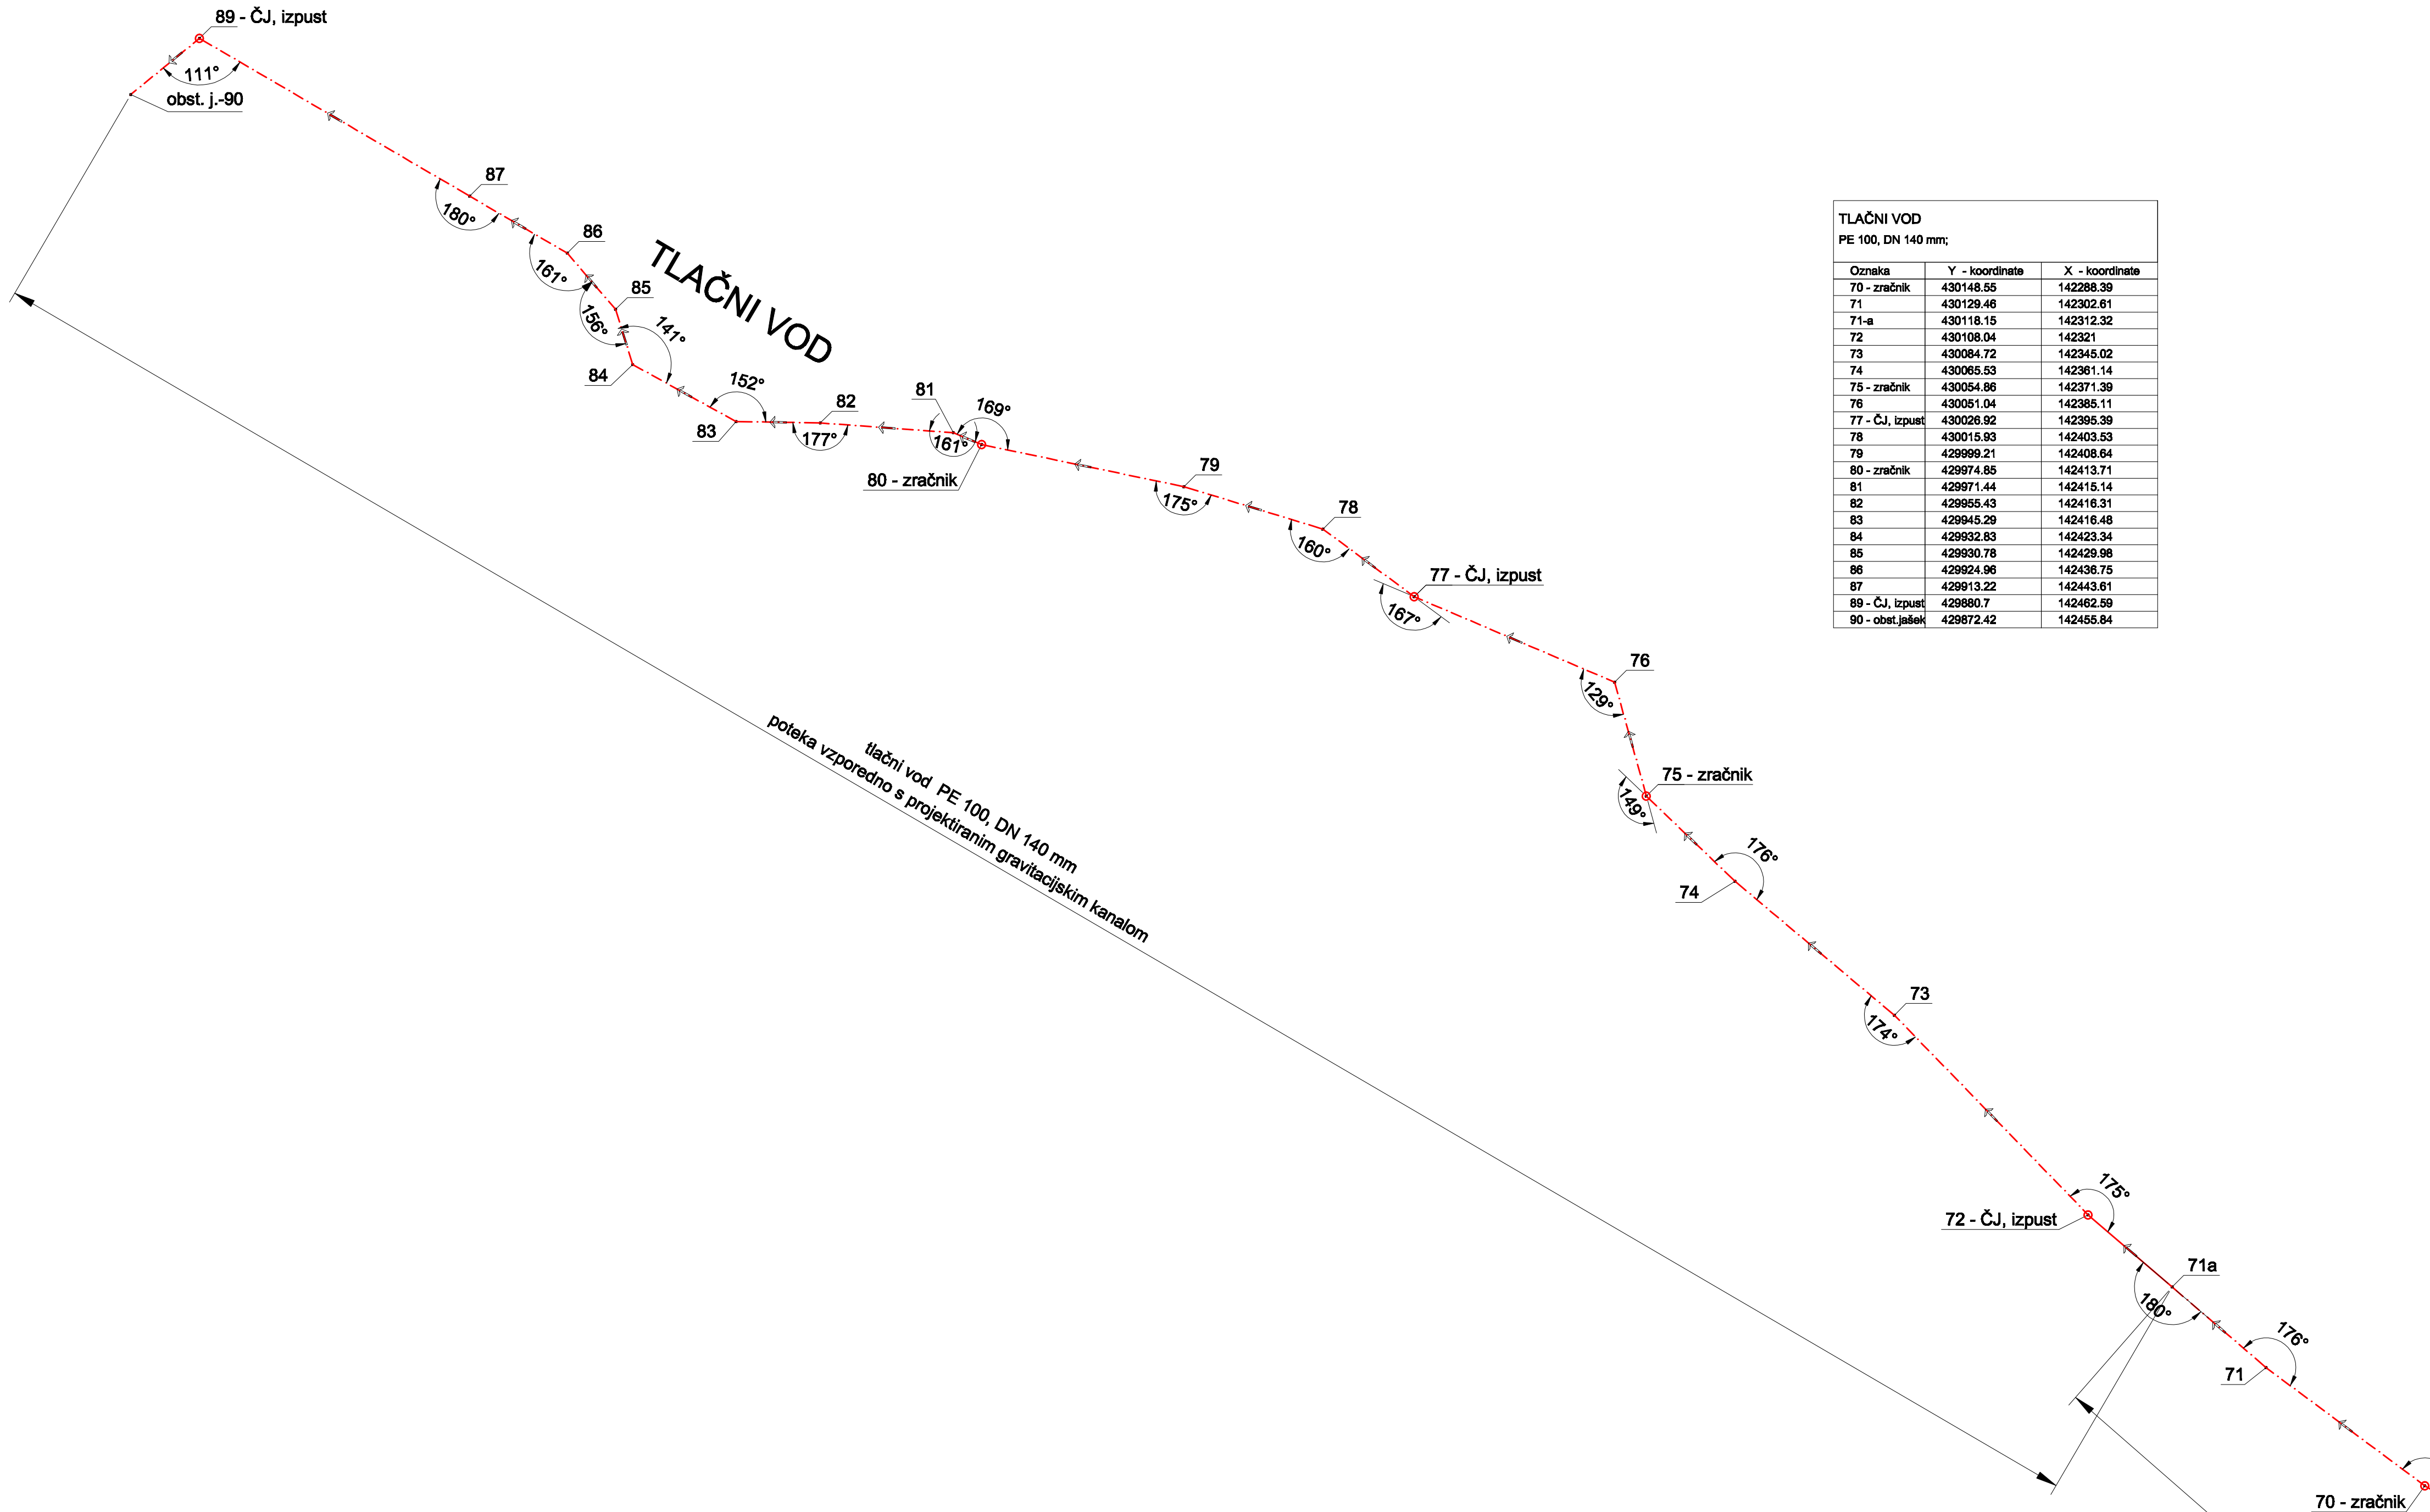 89 - ČJ, izpust
111°
obst. j.-90
87
180°
86
161°
85
156°
141°
84
TLAČNI VOD
152°
83
82
177°
81
169°
161°
80 - zračnik
79
175°
78
160°
77 - ČJ, izpust
167°
76
129°
75 - zračnik
149°
176°
74
73
174°
175°
72 - ČJ, izpust
71a
180°
176°
71
70 - zračnik
tlačni vod PE 100, DN 140 mm
poteka vzporedno s projektiranim gravitacijskim kanalom
TLAČNI VOD
PE 100, DN 140 mm;
Oznaka Y - koordinate X - koordinate
70 - zračnik 430148.55 142288.39
71 430129.46 142302.61
71-a 430118.15 142312.32
72 430108.04 142321
73 430084.72 142345.02
74 430065.53 142361.14
75 - zračnik 430054.86 142371.39
76 430051.04 142385.11
77 - ČJ, izpust 430026.92 142395.39
78 430015.93 142403.53
79 429999.21 142408.64
80 - zračnik 429974.85 142413.71
81 429971.44 142415.14
82 429955.43 142416.31
83 429945.29 142416.48
84 429932.83 142423.34
85 429930.78 142429.98
86 429924.96 142436.75
87 429913.22 142443.61
89 - ČJ, izpust 429880.7 142462.59
90 - obst.jašek 429872.42 142455.84